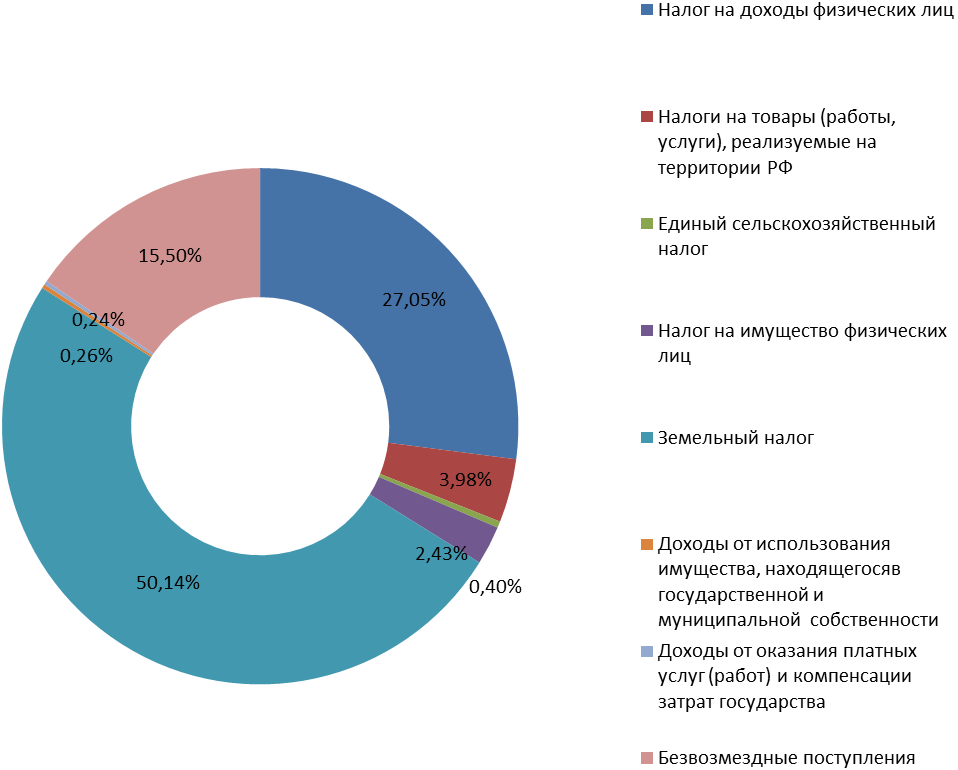 Налог на доходы физических лиц
Налоги на товары (работы,
услуги), реализуемые на
территории РФ
Единый сельскохозяйственный
налог
Налог на имущество физических
лиц
Земельный налог
Доходы от использования
имущества, находящегосяв
государственной и
муниципальной собственности
Доходы от оказания платных
услуг (работ) и компенсации
затрат государства
Безвозмездные поступления
15,50%
27,05%
0,24%
0,26%
3,98%
2,43%
50,14%
0,40%